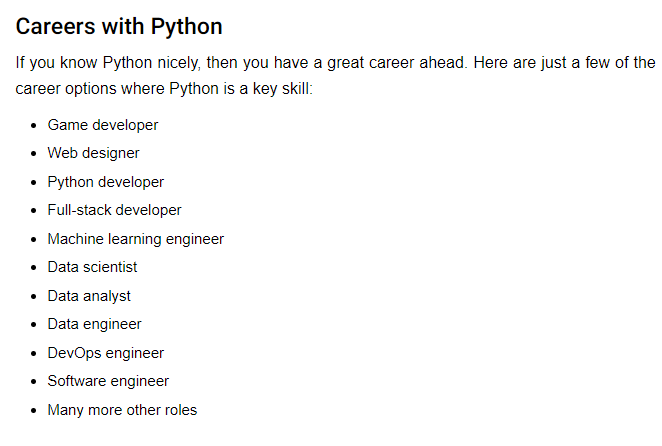 Careers with Python
If you know Python nicely, then you have a great career ahead. Here are just a few of the
career options where Python is a key skill:
• Game developer
• Web designer
• Python developer
• Full-stack developer
• Machine learning engineer
• Data scientist
• Data analyst
• Data engineer
• DevOps engineer
• Software engineer
• Many more other roles